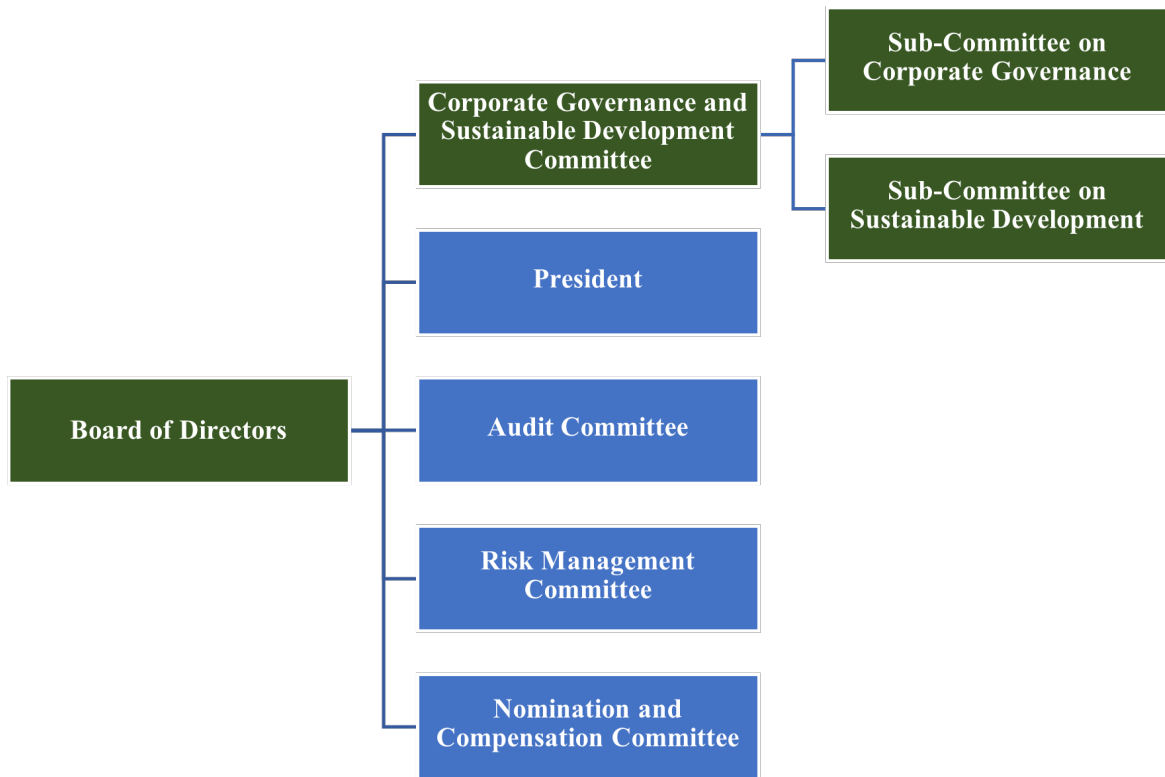 Sub-Committee on
Corporate Governance
Corporate Governance and
Sustainable Development
Committee
Sub-Committee on
Sustainable Development
President
Board of Directors
Audit Committee
Risk Management
Committee
Nomination and
Compensation Committee